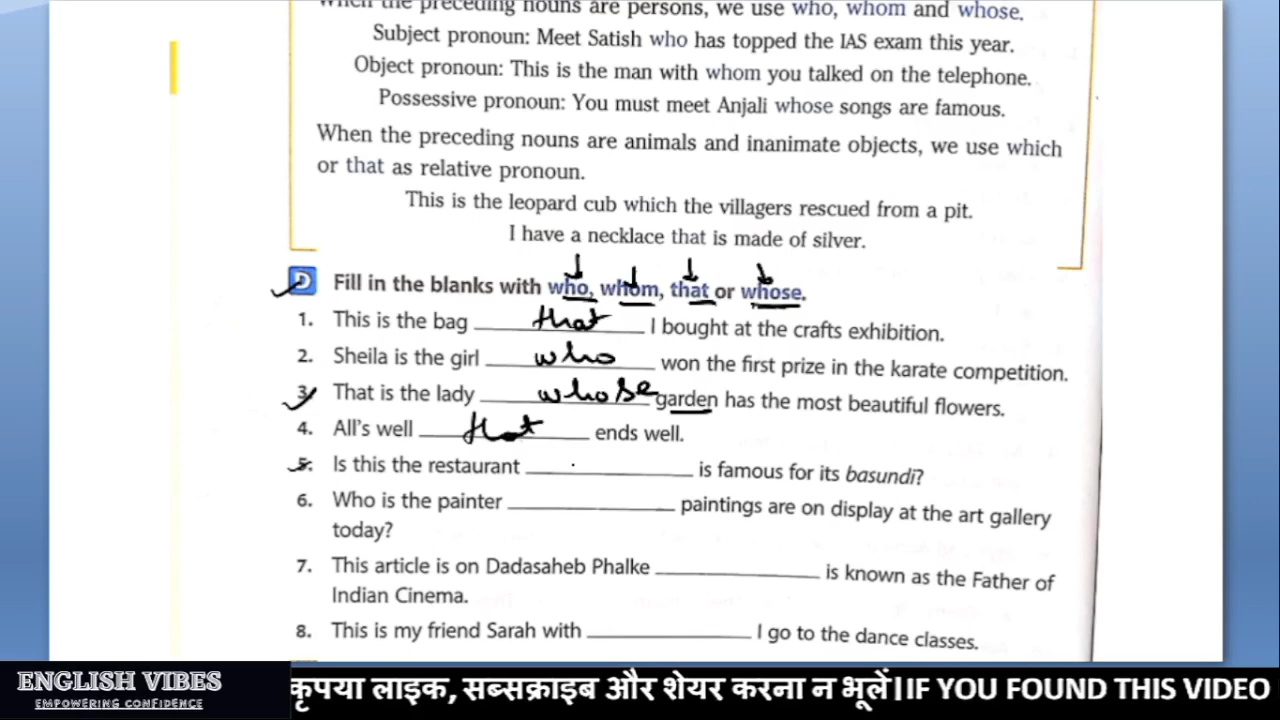 When the preceding nouns are persons, we use who, whom and whose.
Subject pronoun: Meet Satish who has topped the IAS exam this year.
Object pronoun: This is the man with whom you talked on the telephone.
Possessive pronoun: You must meet Anjali whose songs are famous.
When the preceding nouns are animals and inanimate objects, we use which
or that as relative pronoun.
This is the leopard cub which the villagers rescued from a pit.
I have a necklace that is made of silver.
D Fill in the blanks with who, whom, that or whose.
1. This is the bag that I bought at the crafts exhibition.
2. Sheila is the girl who won the first prize in the karate competition.
3. That is the lady whose garden has the most beautiful flowers.
4. All's well that ends well.
5. Is this the restaurant ____________ is famous for its basundi?
6. Who is the painter ____________ paintings are on display at the art gallery
today?
7. This article is on Dadasaheb Phalke ____________ is known as the Father of
Indian Cinema.
8. This is my friend Sarah with ____________ I go to the dance classes.
ENGLISH VIBES
EMPOWERING CONFIDENCE
कृपया लाइक, सब्सक्राइब और शेयर करना न भूलें। IF YOU FOUND THIS VIDEO